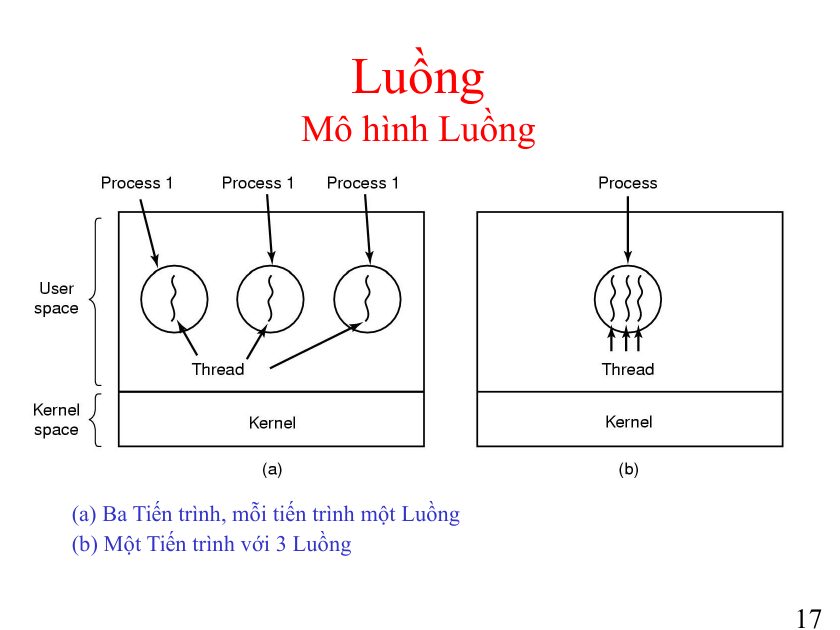 Luồng
Mô hình Luồng
Process 1 Process 1 Process 1
Process
User
space
Thread
Thread
Kernel
space
Kernel
Kernel
(a)
(b)
(a) Ba Tiến trình, mỗi tiến trình một Luồng
(b) Một Tiến trình với 3 Luồng
17